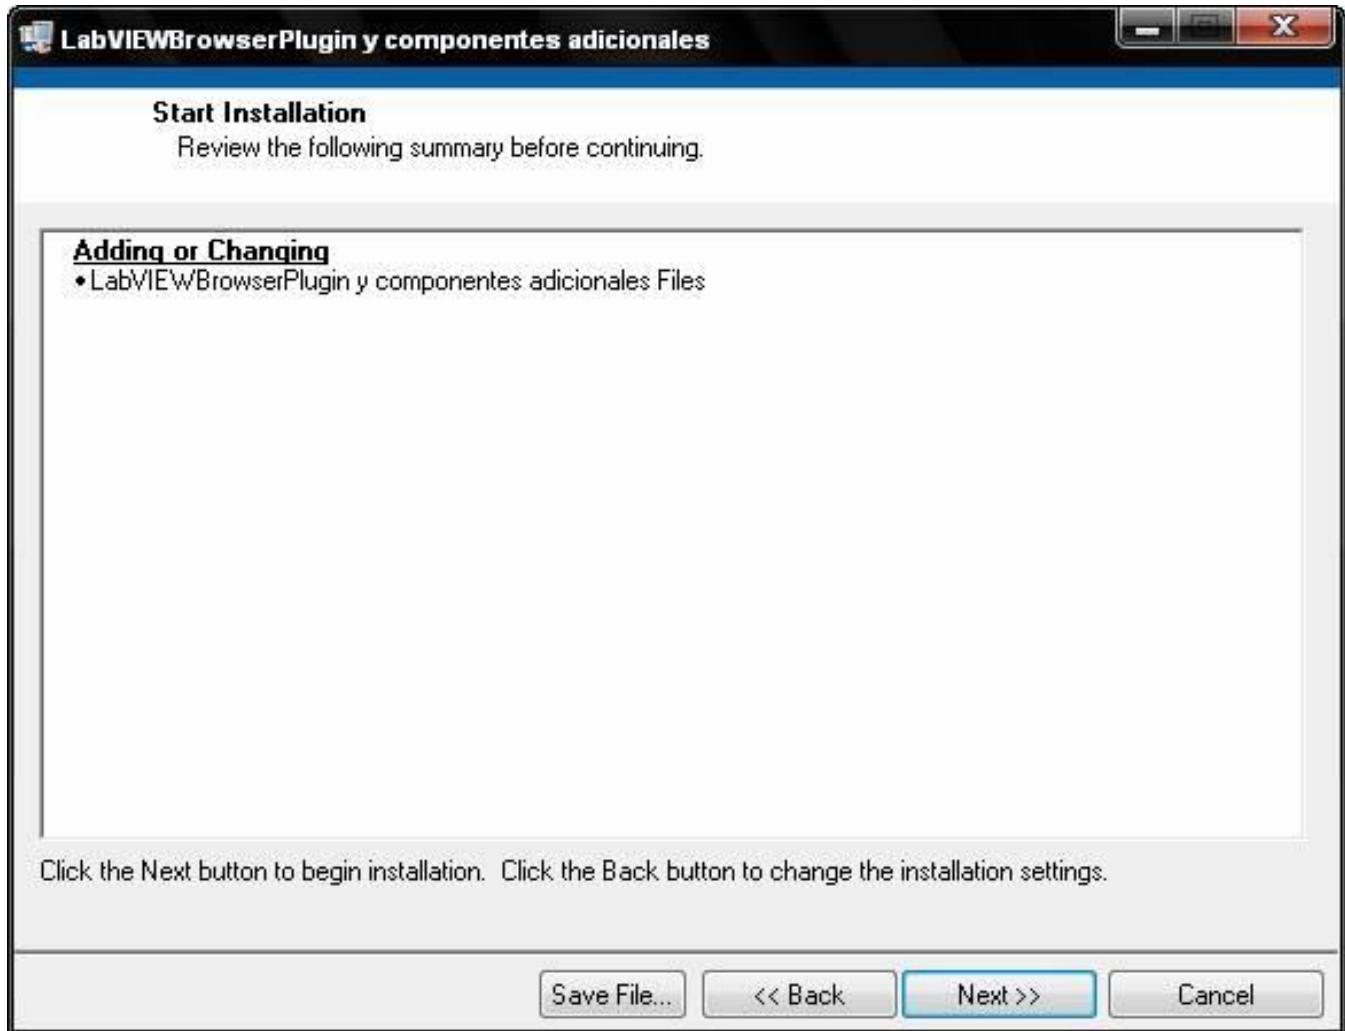 LabVIEWBrowserPlugin y componentes adicionales
Start Installation
Review the following summary before continuing.
Adding or Changing
•LabVIEWBrowserPlugin y componentes adicionales Files
Click the Next button to begin installation.  Click the Back button to change the installation settings.
Save File...
<< Back
Next >>
Cancel